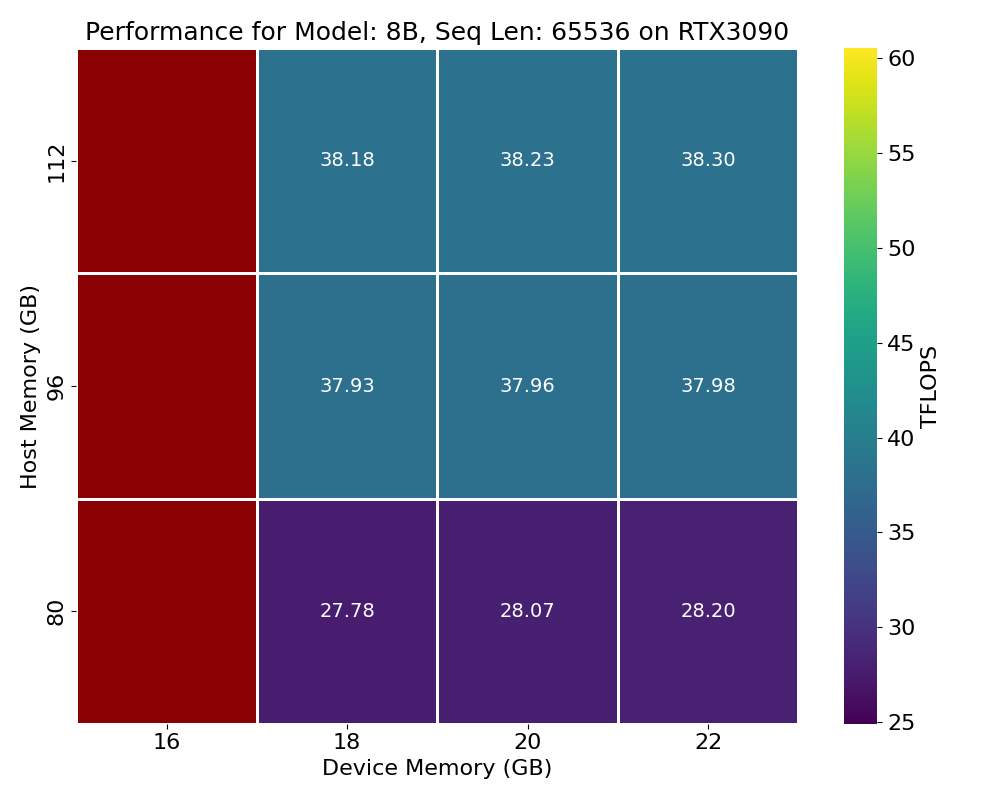 Performance for Model: 8B, Seq Len: 65536 on RTX3090
Host Memory (GB)
112
38.18 38.23 38.30
96
37.93 37.96 37.98
80
27.78 28.07 28.20
16 18 20 22
Device Memory (GB)
60
55
50
45
40
35
30
25
TFLOPS